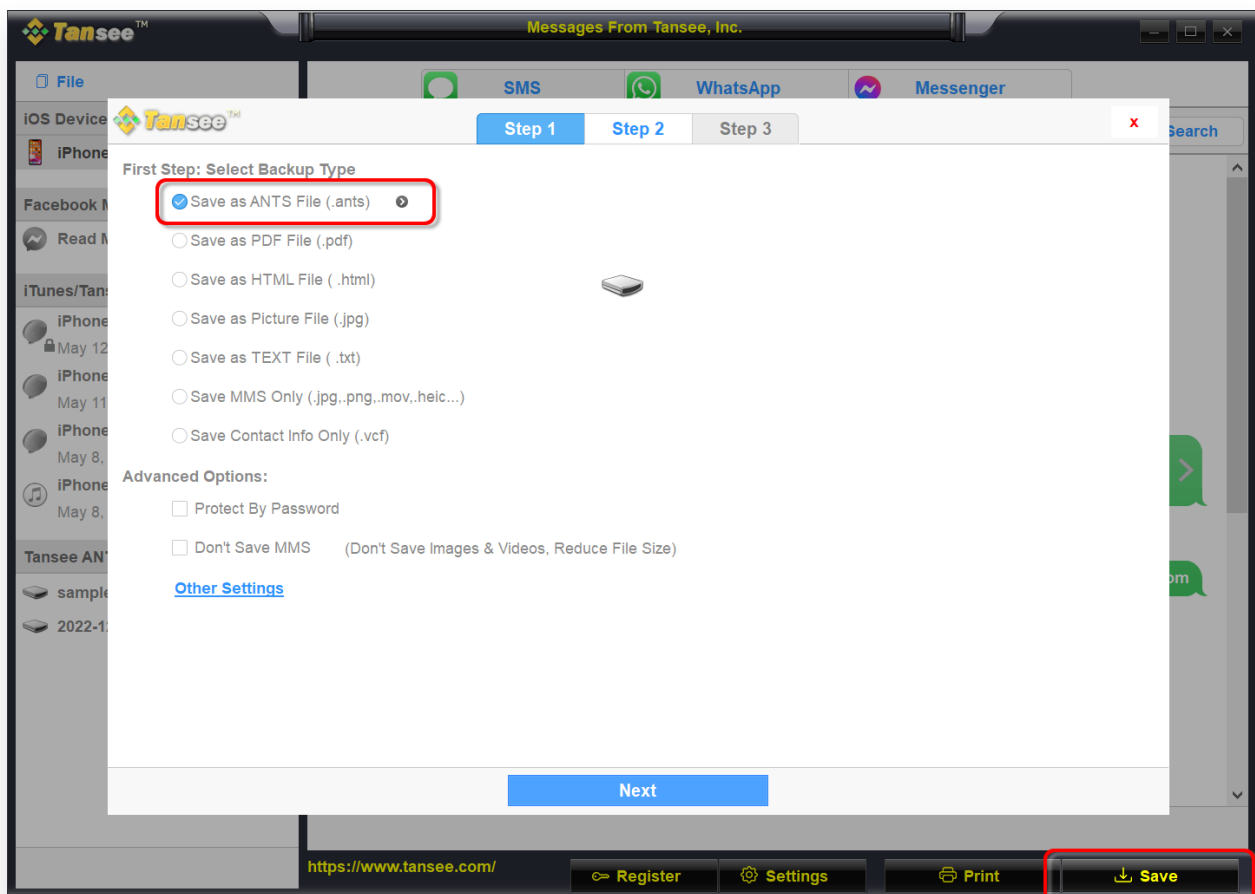 Tansee™
Messages From Tansee, Inc.
File
SMS
WhatsApp
Messenger
iOS Device
iPhone
Search
Facebook M
Read M
iTunes/Tans
iPhone
May 12
iPhone
May 11
iPhone
May 8,
iPhone
May 8,
Tansee ANT
sample
2022-1
Tansee™
Step 1
Step 2
Step 3
x
First Step: Select Backup Type
Save as ANTS File (.ants)
Save as PDF File (.pdf)
Save as HTML File ( .html)
Save as Picture File (.jpg)
Save as TEXT File ( .txt)
Save MMS Only (.jpg,.png,.mov,.heic...)
Save Contact Info Only (.vcf)
Advanced Options:
Protect By Password
Don't Save MMS (Don't Save Images & Videos, Reduce File Size)
Other Settings
om
Next
https://www.tansee.com/
Register
Settings
Print
Save